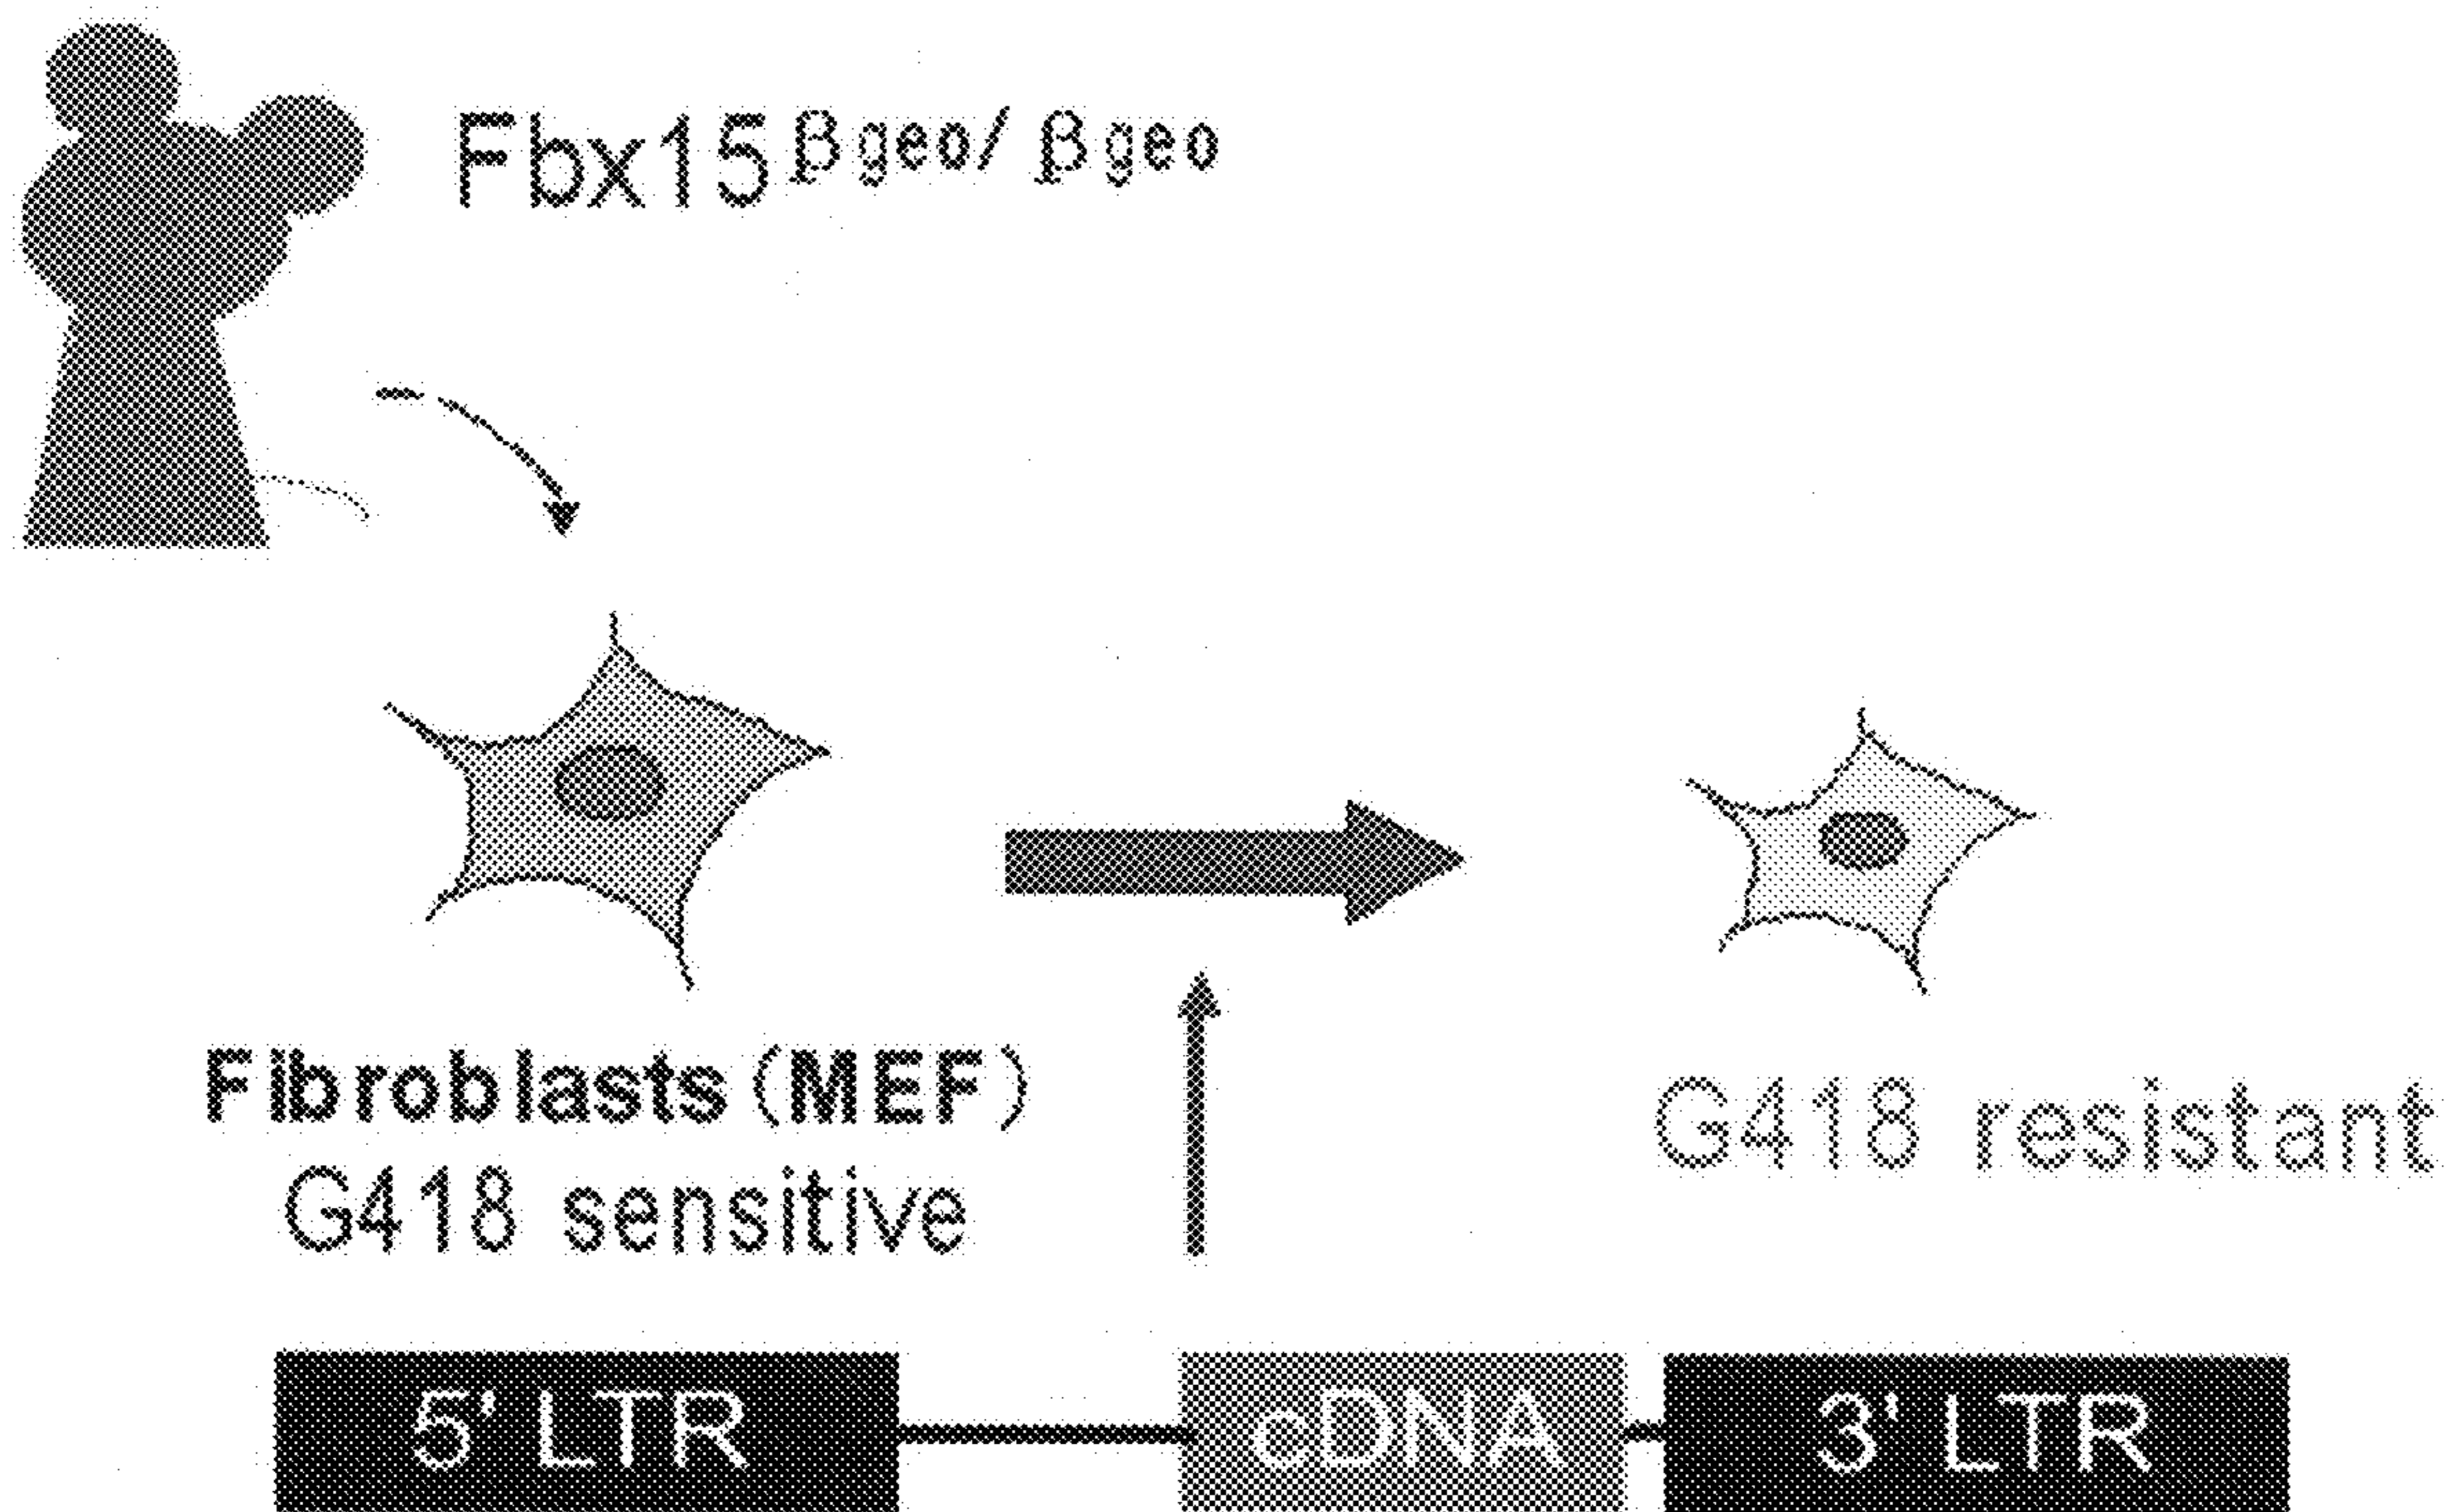 Fbx15βgeo/ βgeo
Fibroblasts (MEF)
G418 sensitive
G418 resistant
5' LTR
cDNA
3' LTR